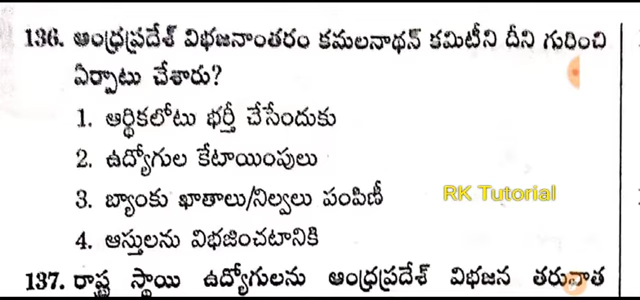 136. ఆంధ్రప్రదేశ్ విభజనాంతరం కమలనాథన్ కమిటీని దీని గురించి
ఏర్పాటు చేశారు?
1. ఆర్థికలోటు భర్తీ చేసేందుకు
2. ఉద్యోగుల కేటాయింపులు
3. బ్యాంకు ఖాతాలు/నిల్వలు పంపిణీ
RK Tutorial
4. ఆస్తులను విభజించటానికి
137. రాష్ట్ర స్థాయి ఉద్యోగులను ఆంధ్రప్రదేశ్ విభజన తరువాత